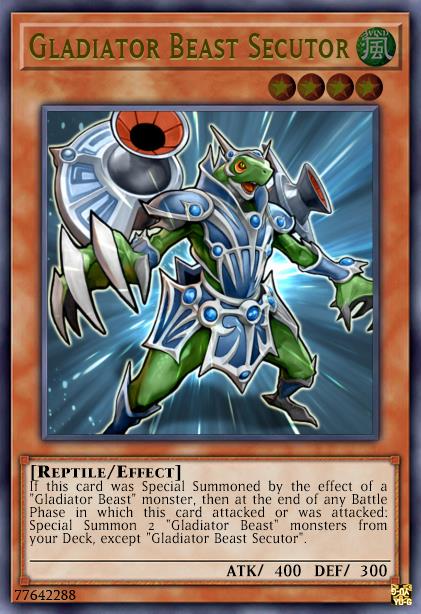 GLADIATOR BEAST SECUTOR
WIND
風
[REPTILE/EFFECT]
If this card was Special Summoned by the effect of a
"Gladiator Beast" monster, then at the end of any Battle
Phase in which this card attacked or was attacked:
Special Summon 2 "Gladiator Beast" monsters from
your Deck, except "Gladiator Beast Secutor".
ATK/ 400 DEF/ 300
77642288